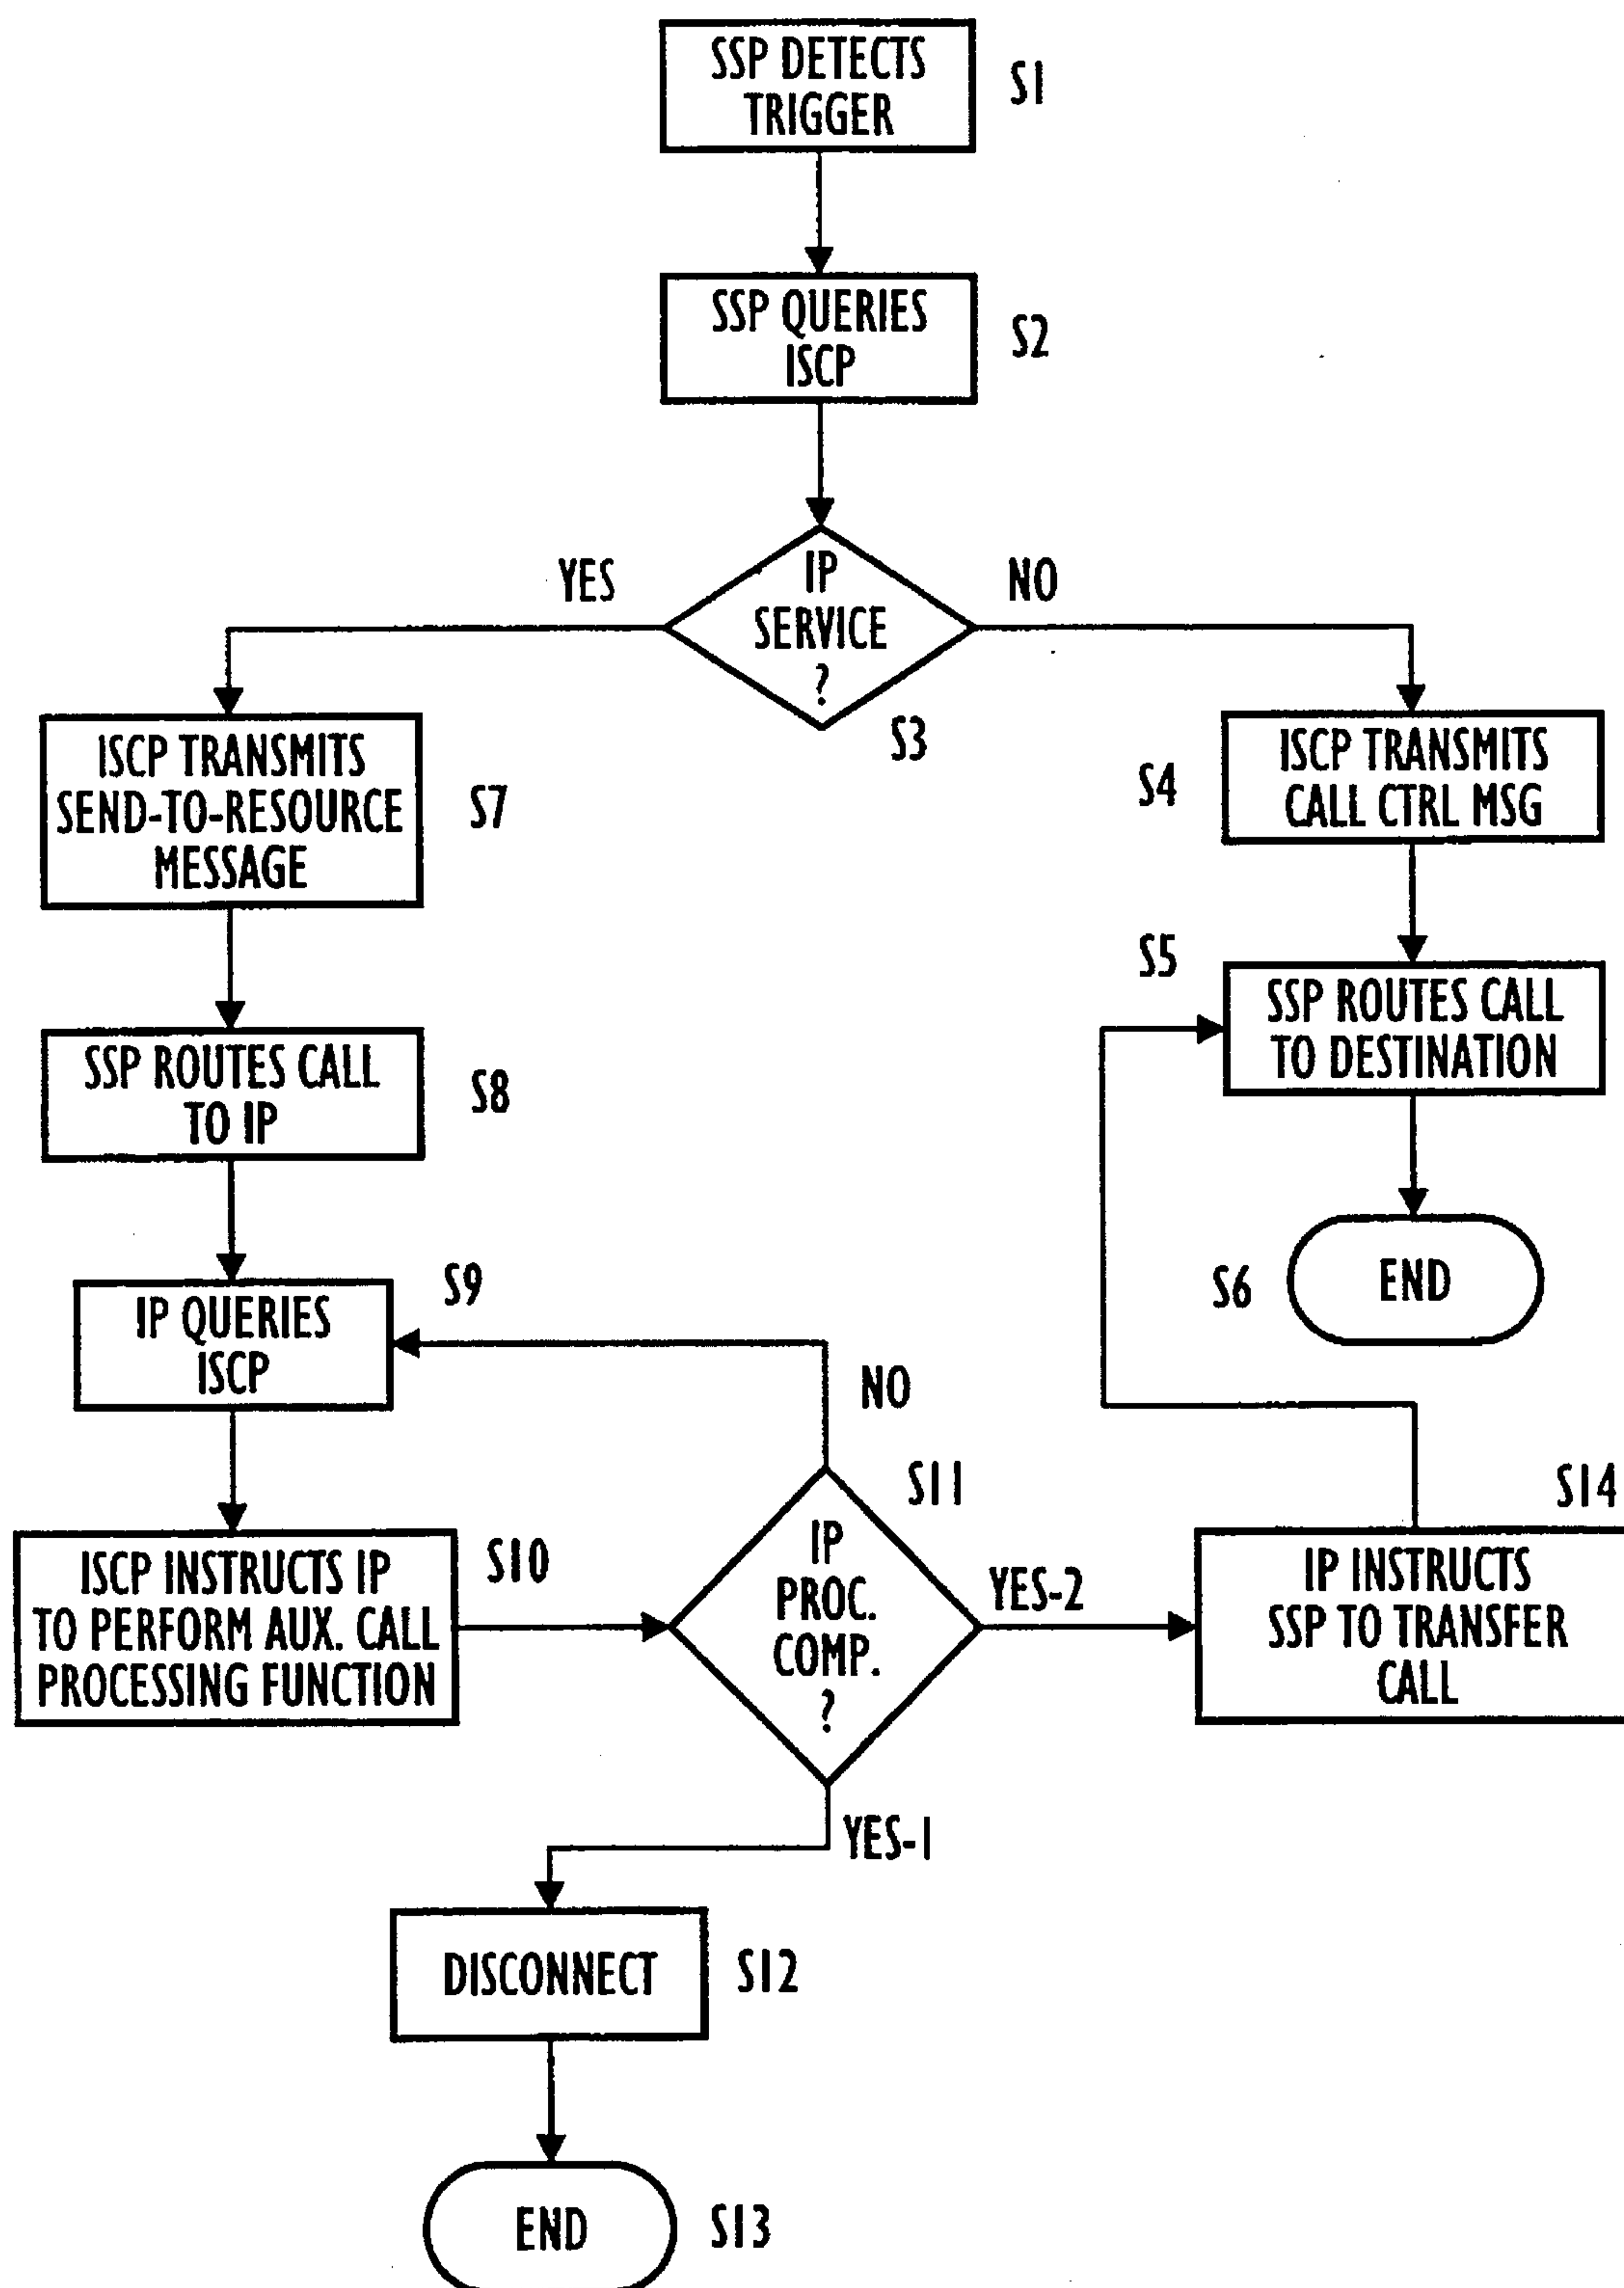 SSP DETECTS
TRIGGER
S1
SSP QUERIES
ISCP
S2
YES
IP
SERVICE
?
NO
S3
ISCP TRANSMITS
SEND-TO-RESOURCE
MESSAGE
S7
S4
ISCP TRANSMITS
CALL CTRL MSG
S5
SSP ROUTES CALL
TO DESTINATION
SSP ROUTES CALL
TO IP
S8
S6
END
IP QUERIES
ISCP
S9
NO
S11
S14
ISCP INSTRUCTS IP
TO PERFORM AUX. CALL
PROCESSING FUNCTION
S10
IP
PROC.
COMP.
?
YES-2
IP INSTRUCTS
SSP TO TRANSFER
CALL
YES-1
DISCONNECT
S12
END
S13